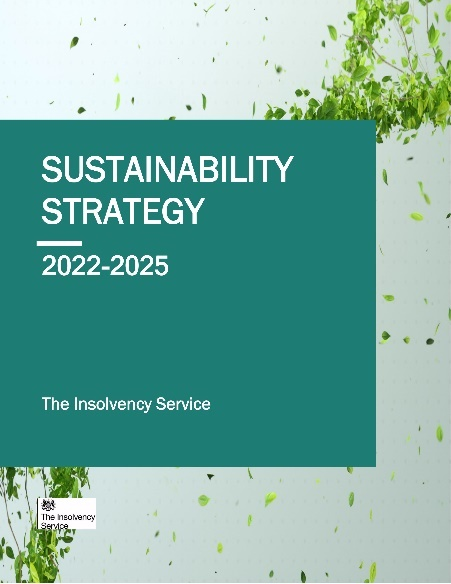 SUSTAINABILITY
STRATEGY
2022-2025
The Insolvency Service
The Insolvency
Service